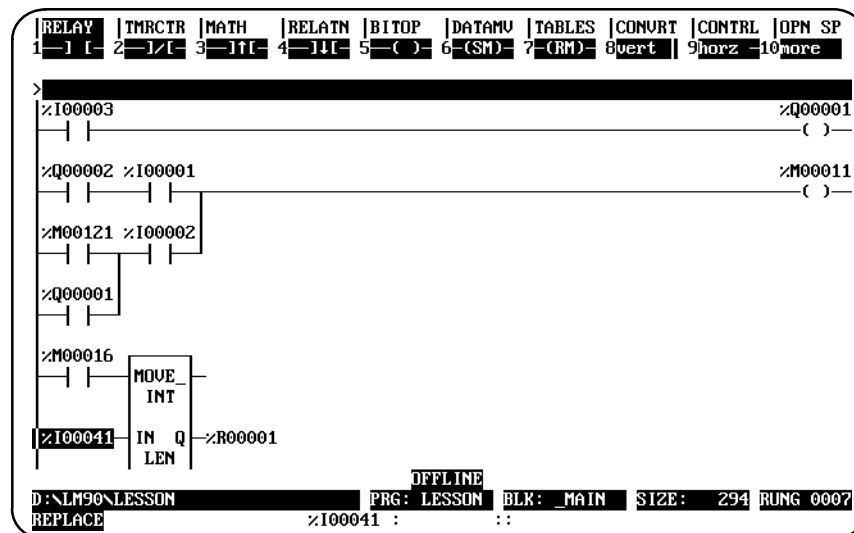 |RELAY |TMRCTR |MATH |RELATN |BITOP |DATAMV |TABLES |CONVRT |CONTRL |OPN SP
1—] [— 2—]/[— 3—]↑[— 4—]↓[— 5—( )— 6—(SM)— 7—(RM)— 8vert | 9horz —10more
>
%I00003 %Q00001
%Q00002 %I00001 %M00011
%M00121 %I00002
%Q00001
%M00016
MOVE_
INT
%I00041 IN Q %R00001
LEN
OFFLINE
D:\LM90\LESSON PRG: LESSON BLK: _MAIN SIZE: 294 RUNG 0007
REPLACE %I00041 : ::